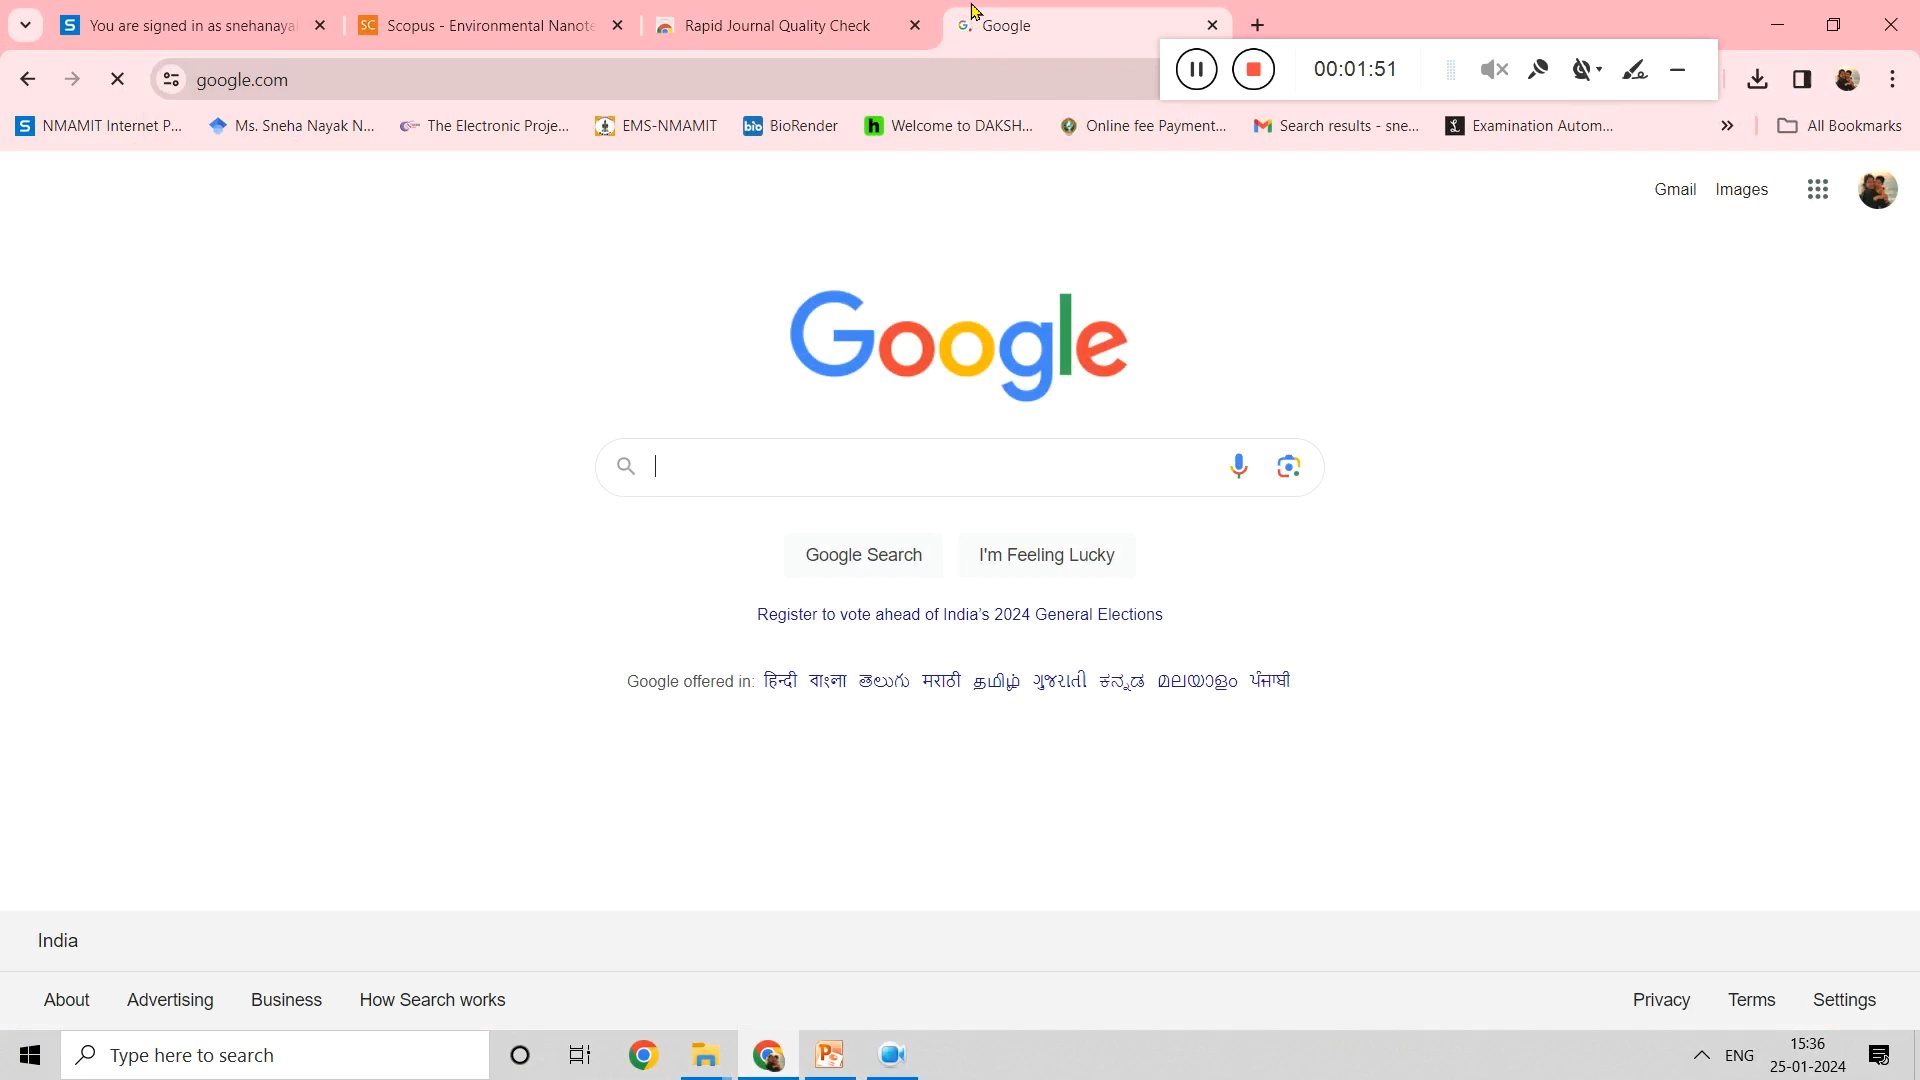 You are signed in as snehanaya
Scopus - Environmental Nanote
Rapid Journal Quality Check
Google
google.com
00:01:51
NMAMIT Internet P...
Ms. Sneha Nayak N...
The Electronic Proje...
EMS-NMAMIT
bio BioRender
Welcome to DAKSH...
Online fee Payment...
Search results - sne...
Examination Autom...
All Bookmarks
Gmail Images
Google
Google Search
I'm Feeling Lucky
Register to vote ahead of India's 2024 General Elections
Google offered in: हिन्दी বাংলা తెలుగు मराठी தமிழ் ગુજરાતી ಕನ್ನಡ മലയാളം ਪੰਜਾਬੀ
India
About Advertising Business How Search works
Privacy Terms Settings
Type here to search
ENG
15:36
25-01-2024